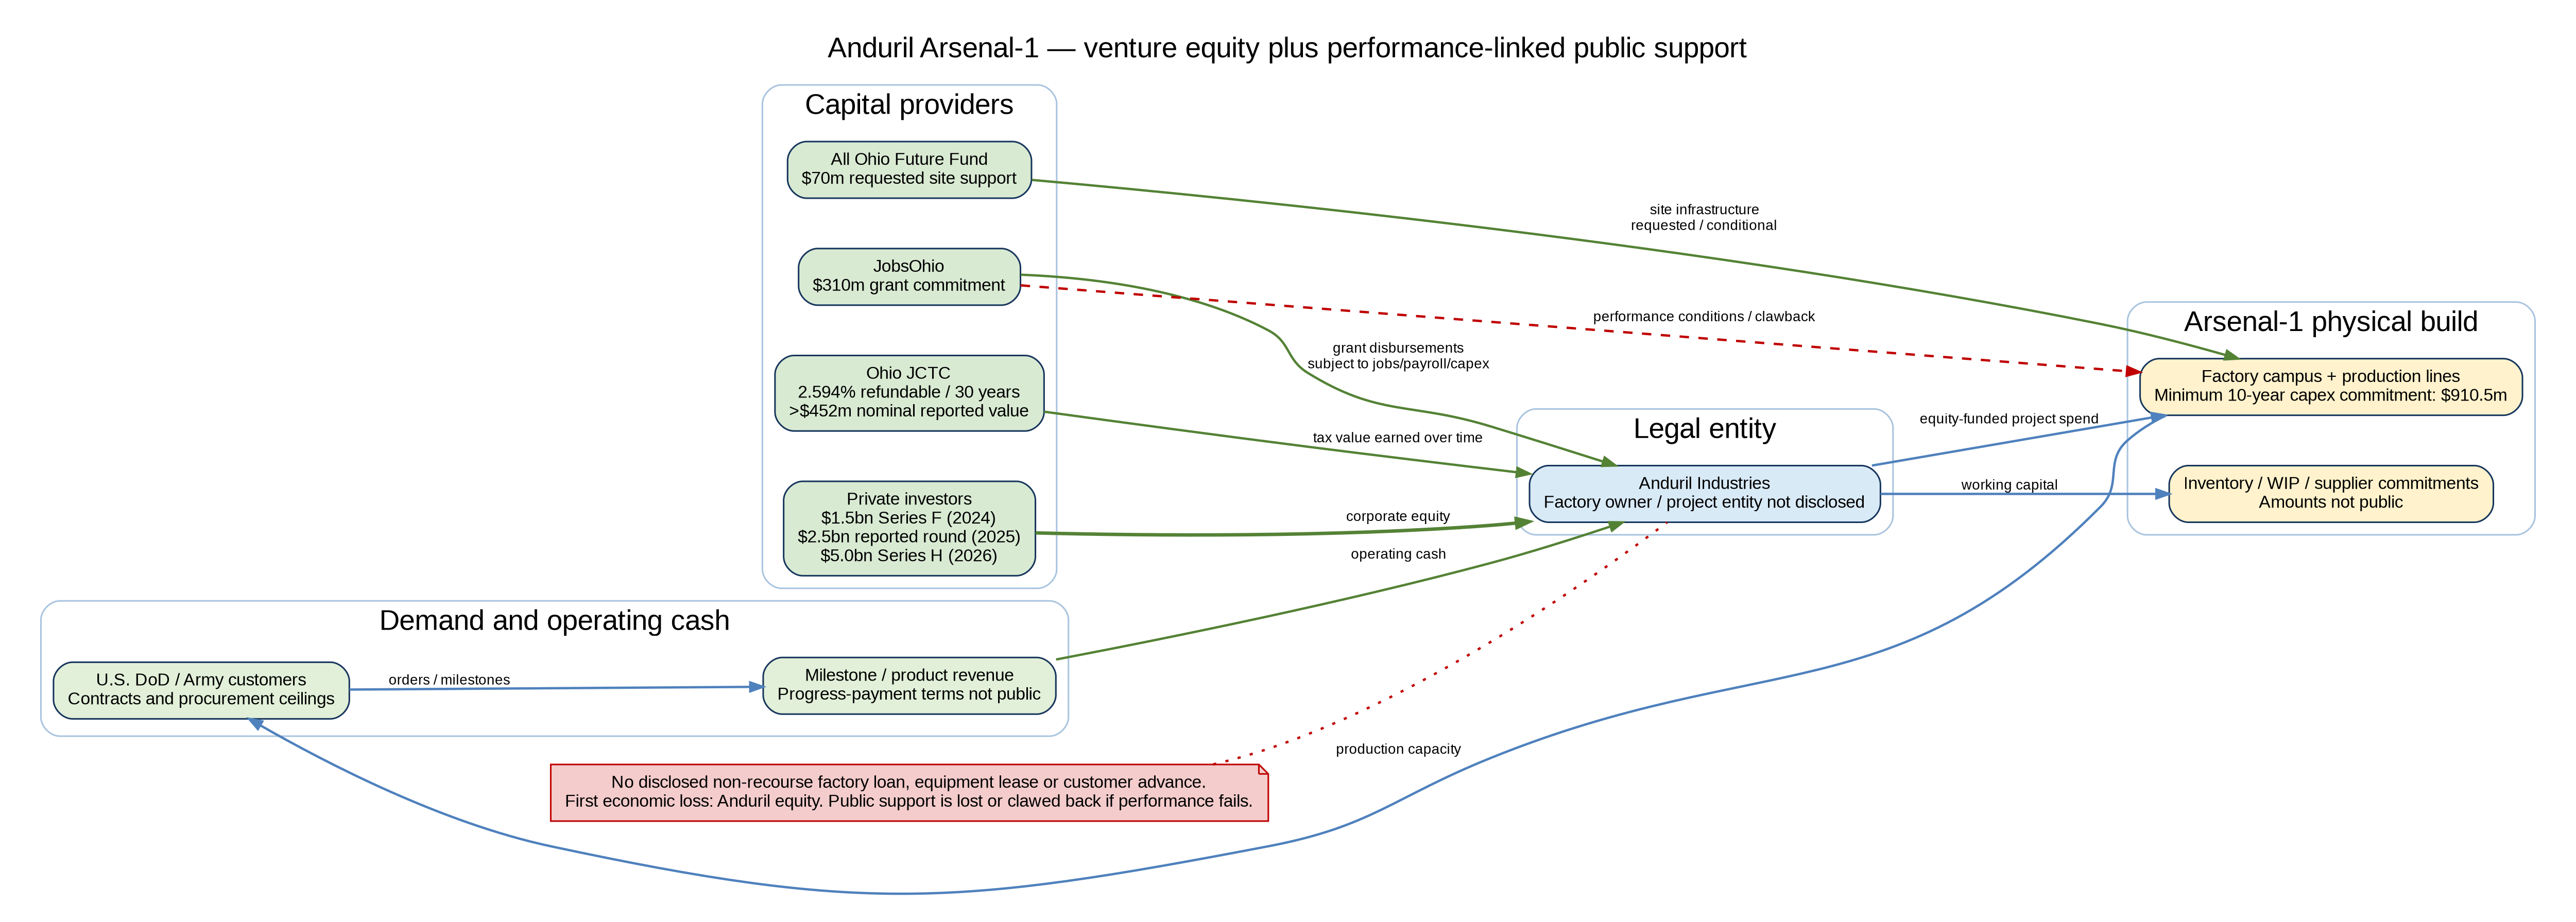 Anduril Arsenal-1 — venture equity plus performance-linked public support
Capital providers
All Ohio Future Fund
$70m requested site support
JobsOhio
$310m grant commitment
Ohio JCTC
2.594% refundable / 30 years
>$452m nominal reported value
Private investors
$1.5bn Series F (2024)
$2.5bn reported round (2025)
$5.0bn Series H (2026)
site infrastructure
requested / conditional
performance conditions / clawback
grant disbursements
subject to jobs/payroll/capex
tax value earned over time
corporate equity
operating cash
Legal entity
Anduril Industries
Factory owner / project entity not disclosed
equity-funded project spend
working capital
Arsenal-1 physical build
Factory campus + production lines
Minimum 10-year capex commitment: $910.5m
Inventory / WIP / supplier commitments
Amounts not public
Demand and operating cash
U.S. DoD / Army customers
Contracts and procurement ceilings
orders / milestones
Milestone / product revenue
Progress-payment terms not public
production capacity
No disclosed non-recourse factory loan, equipment lease or customer advance.
First economic loss: Anduril equity. Public support is lost or clawed back if performance fails.